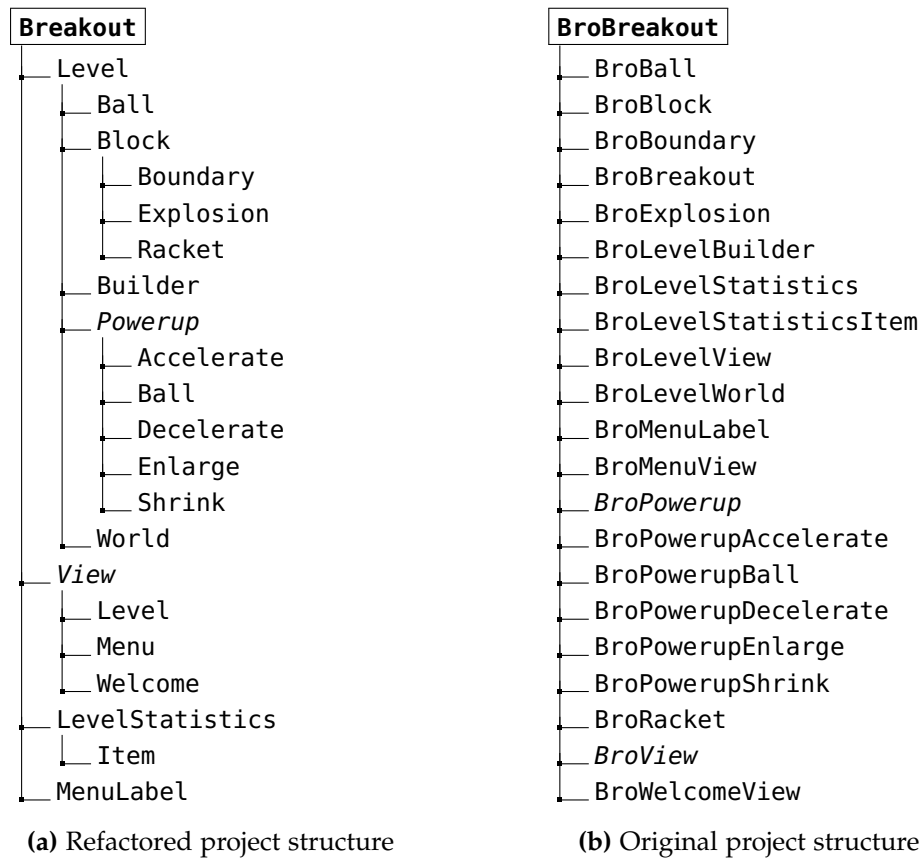 Breakout
Level
Ball
Block
Boundary
Explosion
Racket
Builder
Powerup
Accelerate
Ball
Decelerate
Enlarge
Shrink
World
View
Level
Menu
Welcome
LevelStatistics
Item
MenuLabel
(a) Refactored project structure
BroBreakout
BroBall
BroBlock
BroBoundary
BroBreakout
BroExplosion
BroLevelBuilder
BroLevelStatistics
BroLevelStatisticsItem
BroLevelView
BroLevelWorld
BroMenuLabel
BroMenuView
BroPowerup
BroPowerupAccelerate
BroPowerupBall
BroPowerupDecelerate
BroPowerupEnlarge
BroPowerupShrink
BroRacket
BroView
BroWelcomeView
(b) Original project structure